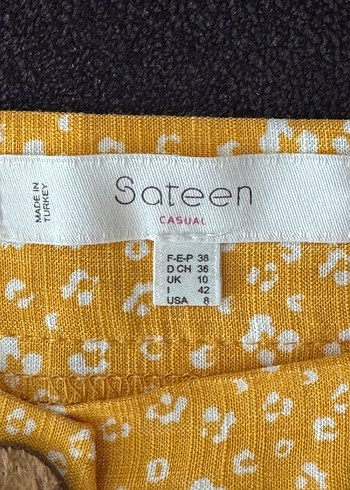 MADE IN
TURKEY
Sateen
CASUAL
F-E-P 38
D CH 36
UK 10
I 42
USA 8